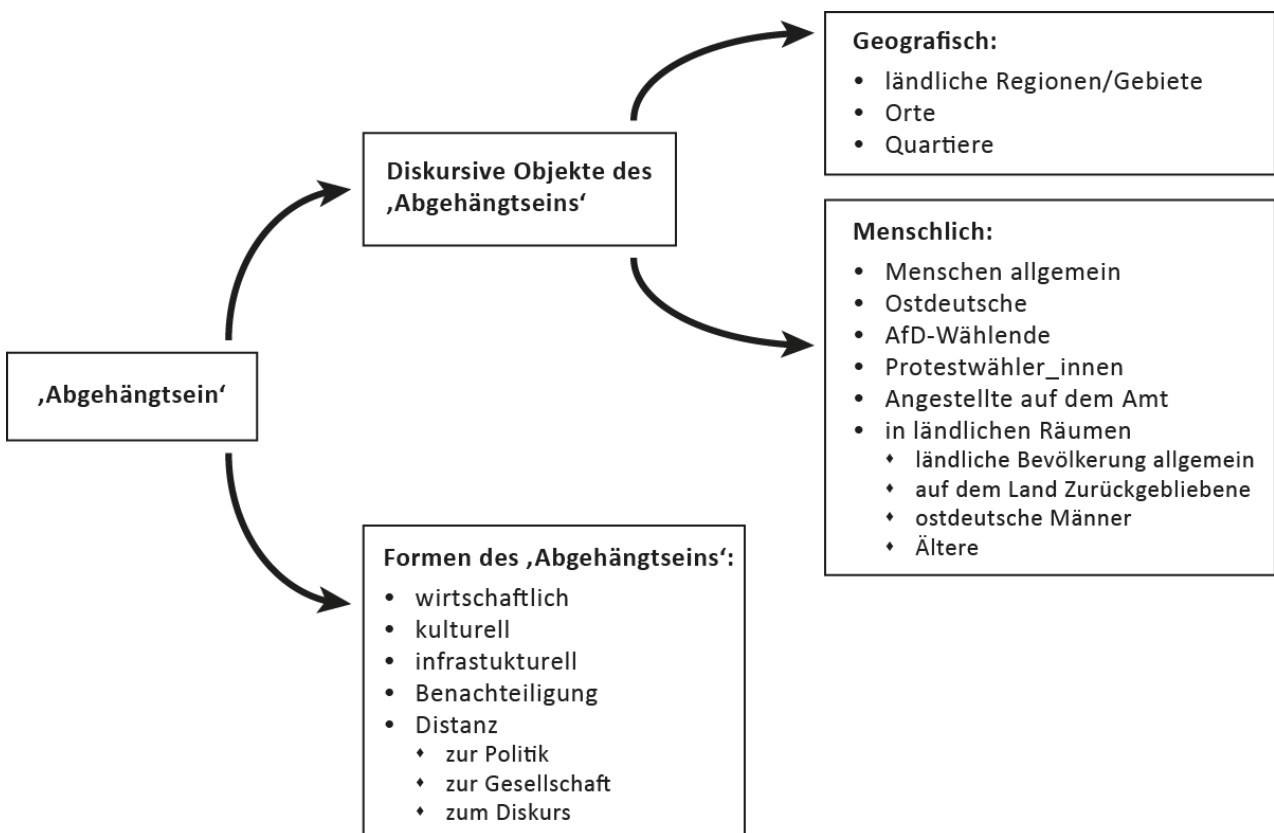 ‚Abgehängtsein‘
Diskursive Objekte des
‚Abgehängtseins‘
Geografisch:
• ländliche Regionen/Gebiete
• Orte
• Quartiere
Menschlich:
• Menschen allgemein
• Ostdeutsche
• AfD-Wählende
• Protestwähler_innen
• Angestellte auf dem Amt
• in ländlichen Räumen
♦ ländliche Bevölkerung allgemein
♦ auf dem Land Zurückgebliebene
♦ ostdeutsche Männer
♦ Ältere
Formen des ‚Abgehängtseins‘:
• wirtschaftlich
• kulturell
• infrastukturell
• Benachteiligung
• Distanz
♦ zur Politik
♦ zur Gesellschaft
♦ zum Diskurs